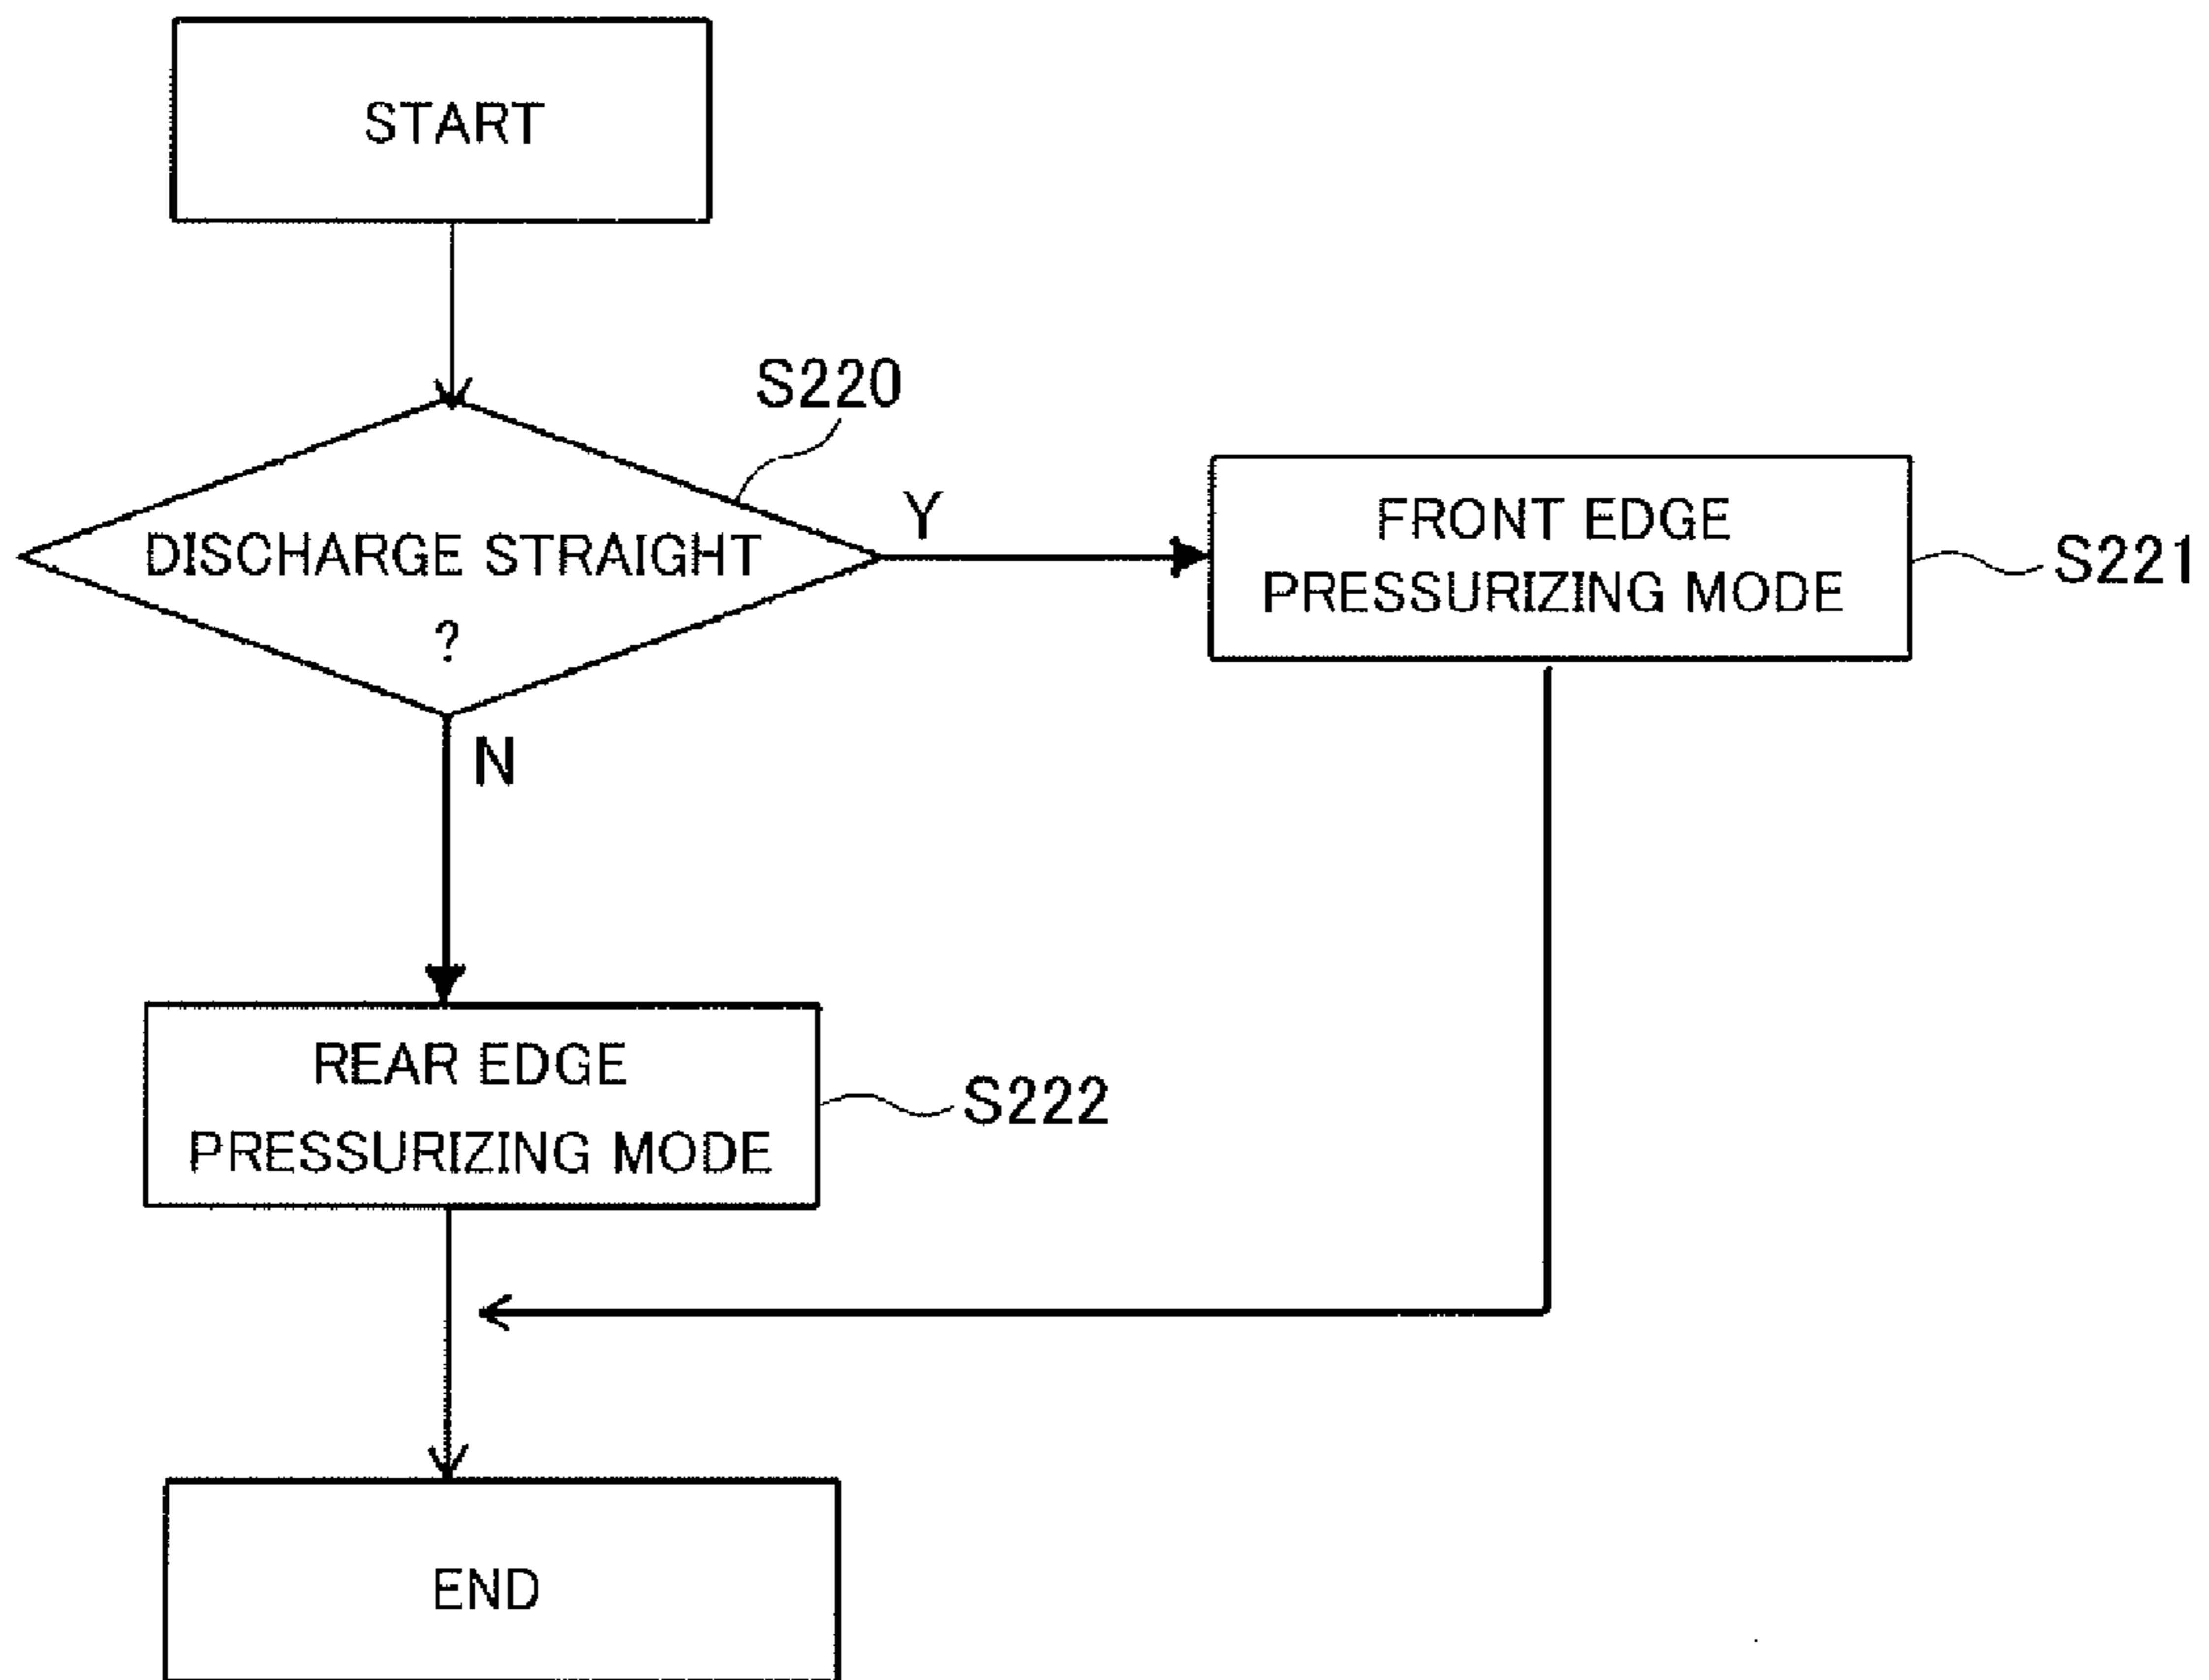 START
S220
DISCHARGE STRAIGHT
?
Y
FRONT EDGE
PRESSURIZING MODE
S221
N
REAR EDGE
PRESSURIZING MODE
S222
END